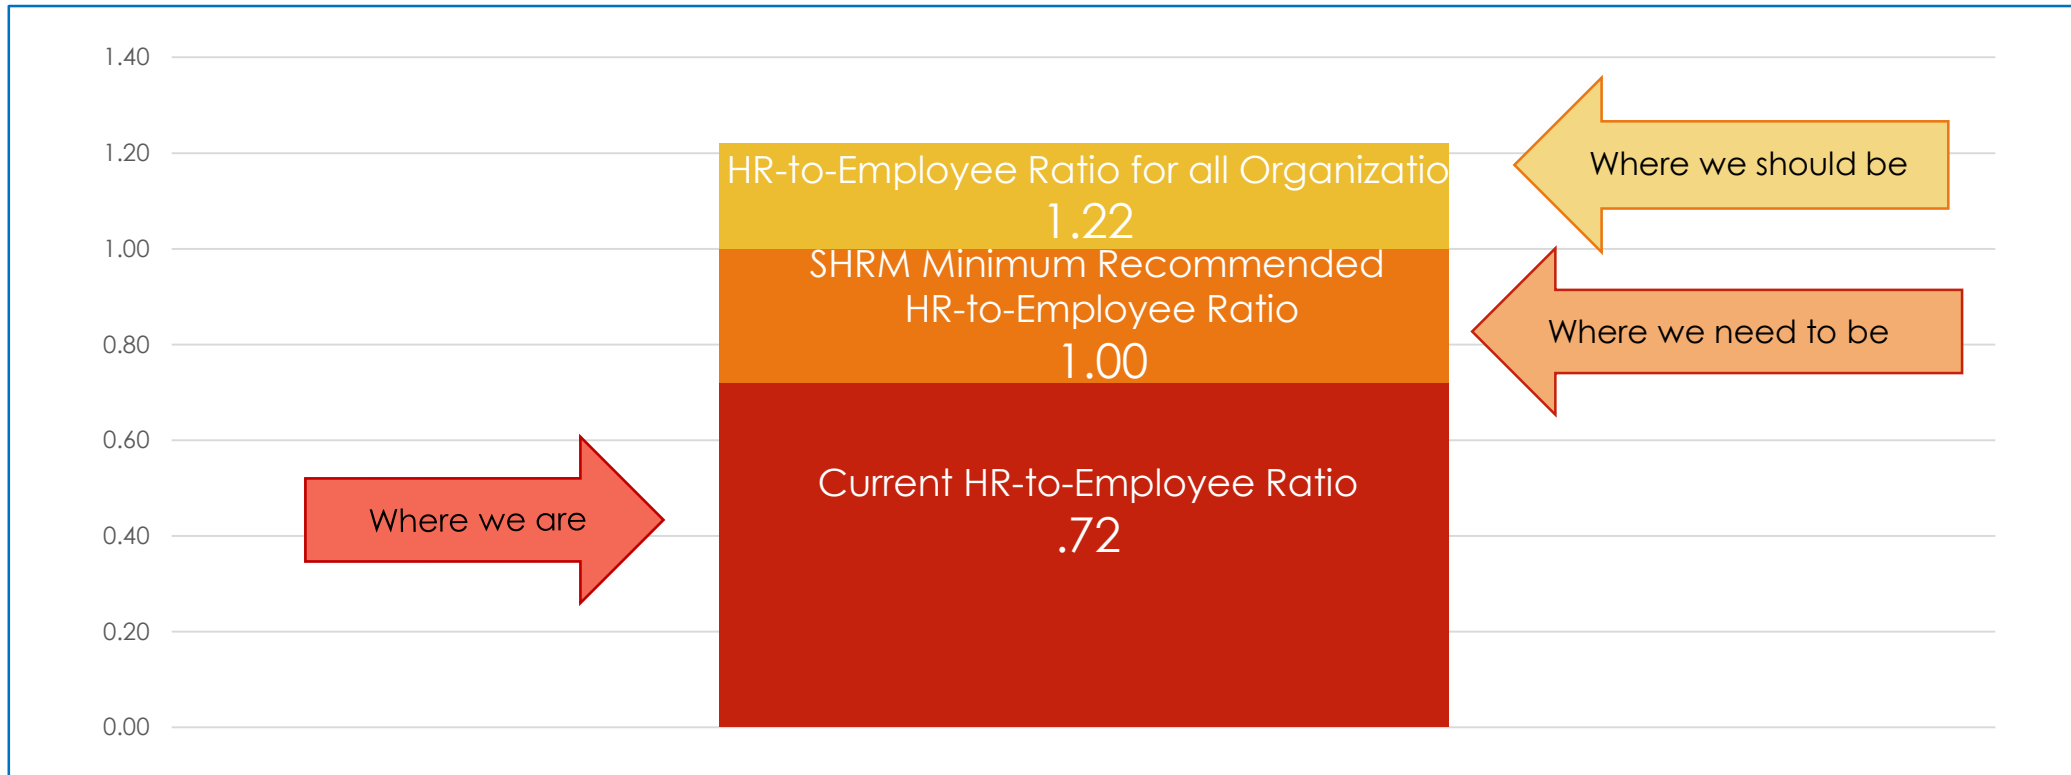 1.40
1.20
1.00
0.80
0.60
0.40
0.20
0.00
HR-to-Employee Ratio for all Organizatio
1.22
SHRM Minimum Recommended
HR-to-Employee Ratio
1.00
Current HR-to-Employee Ratio
.72
Where we should be
Where we need to be
Where we are